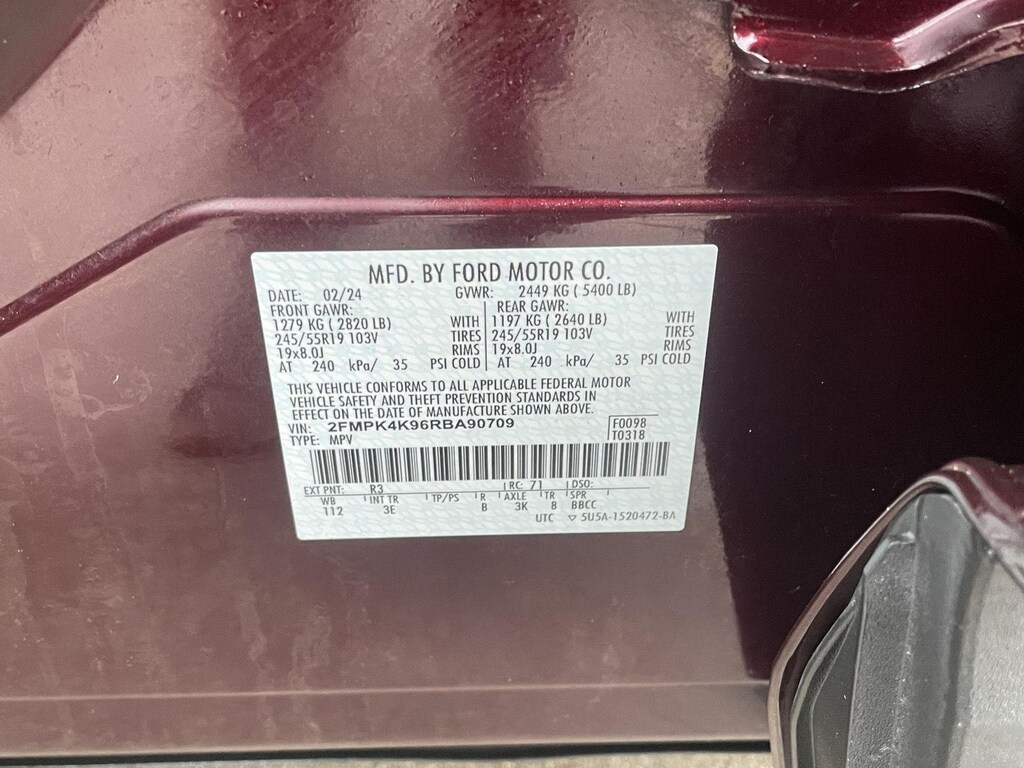 MFD. BY FORD MOTOR CO.
DATE: 02/24 GVWR: 2449 KG ( 5400 LB)
FRONT GAWR: REAR GAWR:
1279 KG ( 2820 LB) WITH 1197 KG ( 2640 LB) WITH
245/55R19 103V TIRES 245/55R19 103V TIRES
19x8.0J RIMS 19x8.0J RIMS
AT 240 kPa/ 35 PSI COLD AT 240 kPa/ 35 PSI COLD
THIS VEHICLE CONFORMS TO ALL APPLICABLE FEDERAL MOTOR
VEHICLE SAFETY AND THEFT PREVENTION STANDARDS IN
EFFECT ON THE DATE OF MANUFACTURE SHOWN ABOVE.
VIN: 2FMPK4K96RBA90709 F0098
TYPE: MPV T0318
EXT PNT: R3 RC: 71 DSO:
WB INT TR TP/PS R AXLE TR SPR
112 3E B 3K 8 BBCC
UTC ▽ 5U5A-1520472-BA